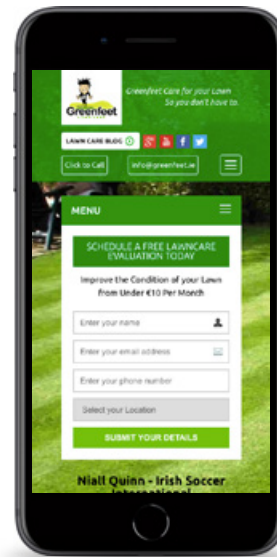 Greenfeet Care for your Lawn
So you don't have to.
Greenfeet
LAWN CARE BLOG
Click to Call
info@greenfeet.ie
MENU
SCHEDULE A FREE LAWNCARE
EVALUATION TODAY
Improve the Condition of your Lawn
from Under €10 Per Month
Enter your name
Enter your email address
Enter your phone number
Select your Location
SUBMIT YOUR DETAILS
Niall Quinn - Irish Soccer
International